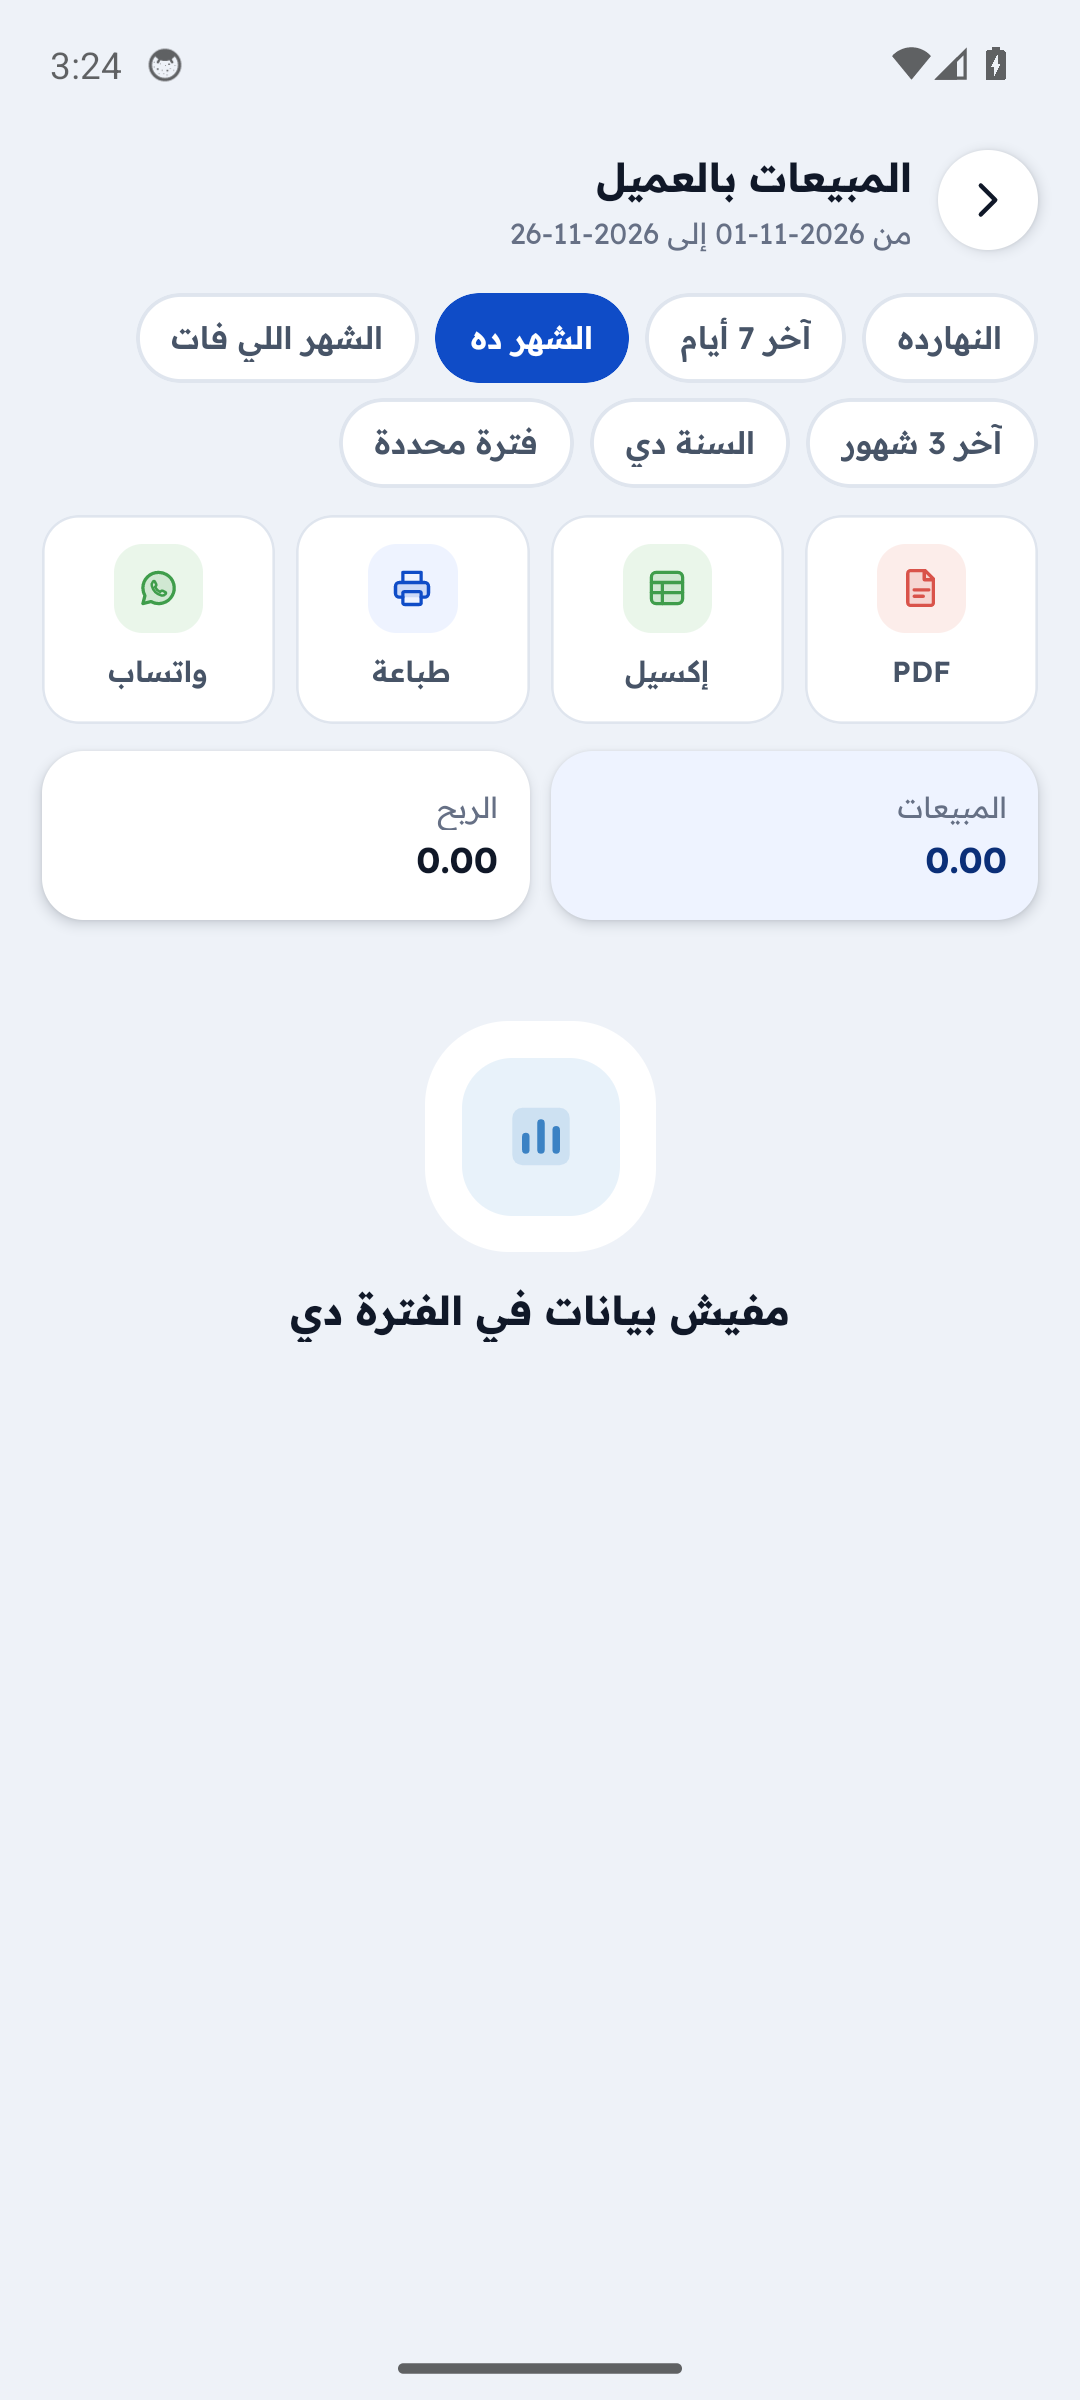 3:24
المبيعات بالعميل
من 2026-11-01 إلى 2026-11-26
النهارده
آخر 7 أيام
الشهر ده
الشهر اللي فات
آخر 3 شهور
السنة دي
فترة محددة
PDF
إكسيل
طباعة
واتساب
المبيعات
0.00
الربح
0.00
مفيش بيانات في الفترة دي